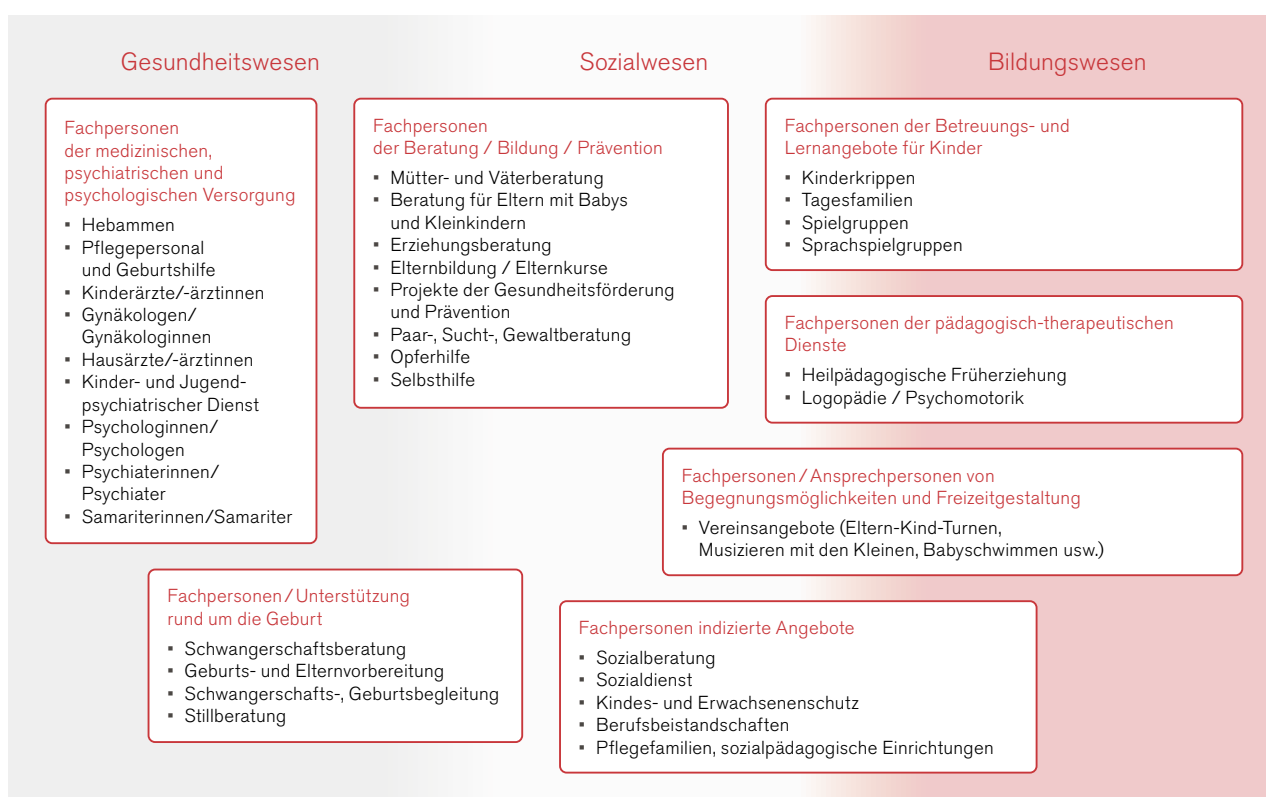 Gesundheitswesen
Sozialwesen
Bildungswesen
Fachpersonen
der medizinischen,
psychiatrischen und
psychologischen Versorgung
▪ Hebammen
▪ Pflegepersonal
und Geburtshilfe
▪ Kinderärzte/-ärztinnen
▪ Gynäkologen/
Gynäkologinnen
▪ Hausärzte/-ärztinnen
▪ Kinder- und Jugend-
psychiatrischer Dienst
▪ Psychologinnen/
Psychologen
▪ Psychiaterinnen/
Psychiater
▪ Samariterinnen/Samariter
Fachpersonen
der Beratung / Bildung / Prävention
▪ Mütter- und Väterberatung
▪ Beratung für Eltern mit Babys
und Kleinkindern
▪ Erziehungsberatung
▪ Elternbildung / Elternkurse
▪ Projekte der Gesundheitsförderung
und Prävention
▪ Paar-, Sucht-, Gewaltberatung
▪ Opferhilfe
▪ Selbsthilfe
Fachpersonen der Betreuungs- und
Lernangebote für Kinder
▪ Kinderkrippen
▪ Tagesfamilien
▪ Spielgruppen
▪ Sprachspielgruppen
Fachpersonen der pädagogisch-therapeutischen
Dienste
▪ Heilpädagogische Früherziehung
▪ Logopädie / Psychomotorik
Fachpersonen / Ansprechpersonen von
Begegnungsmöglichkeiten und Freizeitgestaltung
▪ Vereinsangebote (Eltern-Kind-Turnen,
Musizieren mit den Kleinen, Babyschwimmen usw.)
Fachpersonen / Unterstützung
rund um die Geburt
▪ Schwangerschaftsberatung
▪ Geburts- und Elternvorbereitung
▪ Schwangerschafts-, Geburtsbegleitung
▪ Stillberatung
Fachpersonen indizierte Angebote
▪ Sozialberatung
▪ Sozialdienst
▪ Kindes- und Erwachsenenschutz
▪ Berufsbeistandschaften
▪ Pflegefamilien, sozialpädagogische Einrichtungen